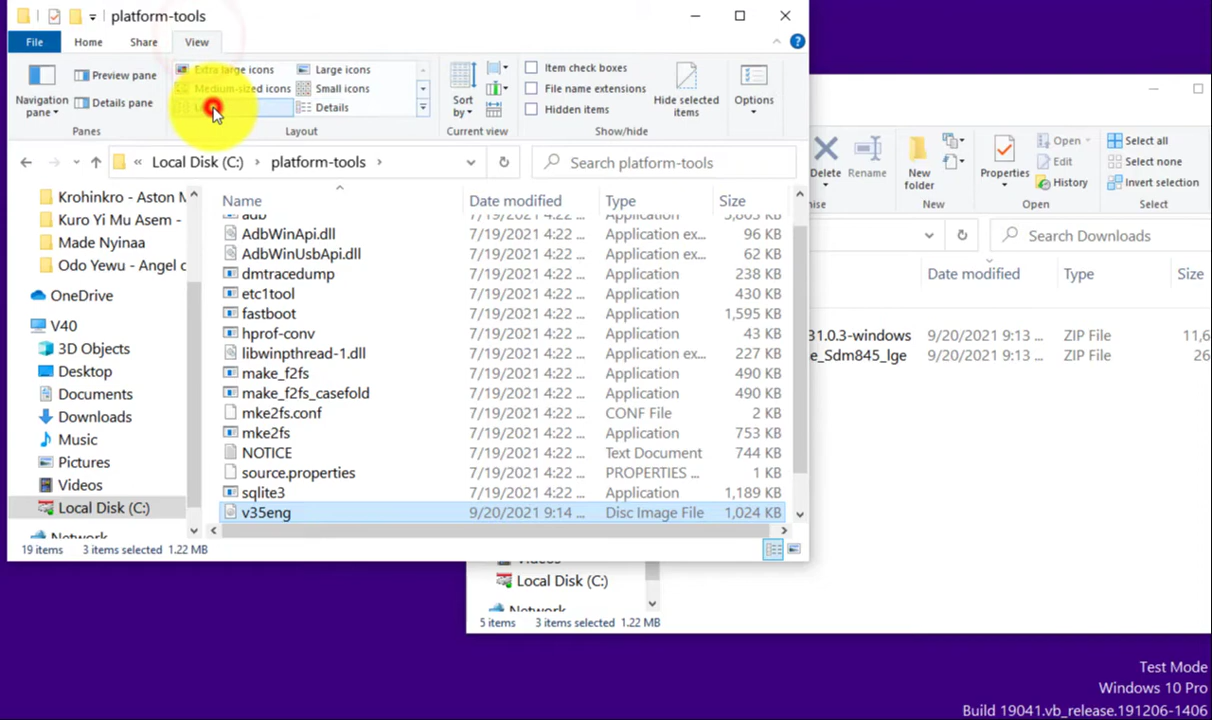 platform-tools
File Home Share View
Extra large icons Large icons
Medium-sized icons Small icons
Details
Preview pane
Details pane
Navigation pane
Panes
Layout
Sort by
Current view
Item check boxes
File name extensions
Hidden items
Hide selected items
Show/hide
Options
« Local Disk (C:) > platform-tools >
Search platform-tools
Krohinkro - Aston M
Kuro Yi Mu Asem -
Made Nyinaa
Odo Yewu - Angel c
OneDrive
V40
3D Objects
Desktop
Documents
Downloads
Music
Pictures
Videos
Local Disk (C:)
Network
Name Date modified Type Size
adb 7/19/2021 4:22 ... Application 5,805 KB
AdbWinApi.dll 7/19/2021 4:22 ... Application ex... 96 KB
AdbWinUsbApi.dll 7/19/2021 4:22 ... Application ex... 62 KB
dmtracedump 7/19/2021 4:22 ... Application 238 KB
etc1tool 7/19/2021 4:22 ... Application 430 KB
fastboot 7/19/2021 4:22 ... Application 1,595 KB
hprof-conv 7/19/2021 4:22 ... Application 43 KB
libwinpthread-1.dll 7/19/2021 4:22 ... Application ex... 227 KB
make_f2fs 7/19/2021 4:22 ... Application 490 KB
make_f2fs_casefold 7/19/2021 4:22 ... Application 490 KB
mke2fs.conf 7/19/2021 4:22 ... CONF File 2 KB
mke2fs 7/19/2021 4:22 ... Application 753 KB
NOTICE 7/19/2021 4:22 ... Text Document 744 KB
source.properties 7/19/2021 4:22 ... PROPERTIES ... 1 KB
sqlite3 7/19/2021 4:22 ... Application 1,189 KB
v35eng 9/20/2021 9:14 ... Disc Image File 1,024 KB
19 items 3 items selected 1.22 MB
Delete Rename
nise
New folder
New
Properties
Open
Edit
History
Open
Select all
Select none
Invert selection
Select
Search Downloads
Date modified Type Size
31.0.3-windows 9/20/2021 9:13 ... ZIP File 11,6
e_Sdm845_lge 9/20/2021 9:13 ... ZIP File 26
Videos
Local Disk (C:)
Network
5 items 3 items selected 1.22 MB
Test Mode
Windows 10 Pro
Build 19041.vb_release.191206-1406